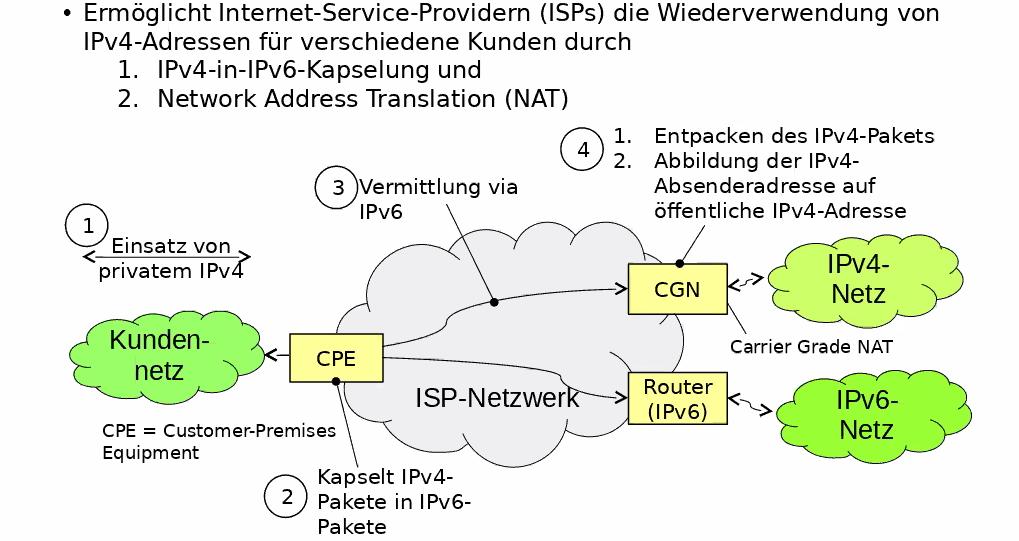 • Ermöglicht Internet-Service-Providern (ISPs) die Wiederverwendung von
IPv4-Adressen für verschiedene Kunden durch
1. IPv4-in-IPv6-Kapselung und
2. Network Address Translation (NAT)
4
1. Entpacken des IPv4-Pakets
2. Abbildung der IPv4-
Absenderadresse auf
öffentliche IPv4-Adresse
3
Vermittlung via
IPv6
1
Einsatz von
privatem IPv4
Kunden-
netz
CPE
CGN
IPv4-
Netz
Carrier Grade NAT
ISP-Netzwerk
Router
(IPv6)
IPv6-
Netz
CPE = Customer-Premises
Equipment
2
Kapselt IPv4-
Pakete in IPv6-
Pakete